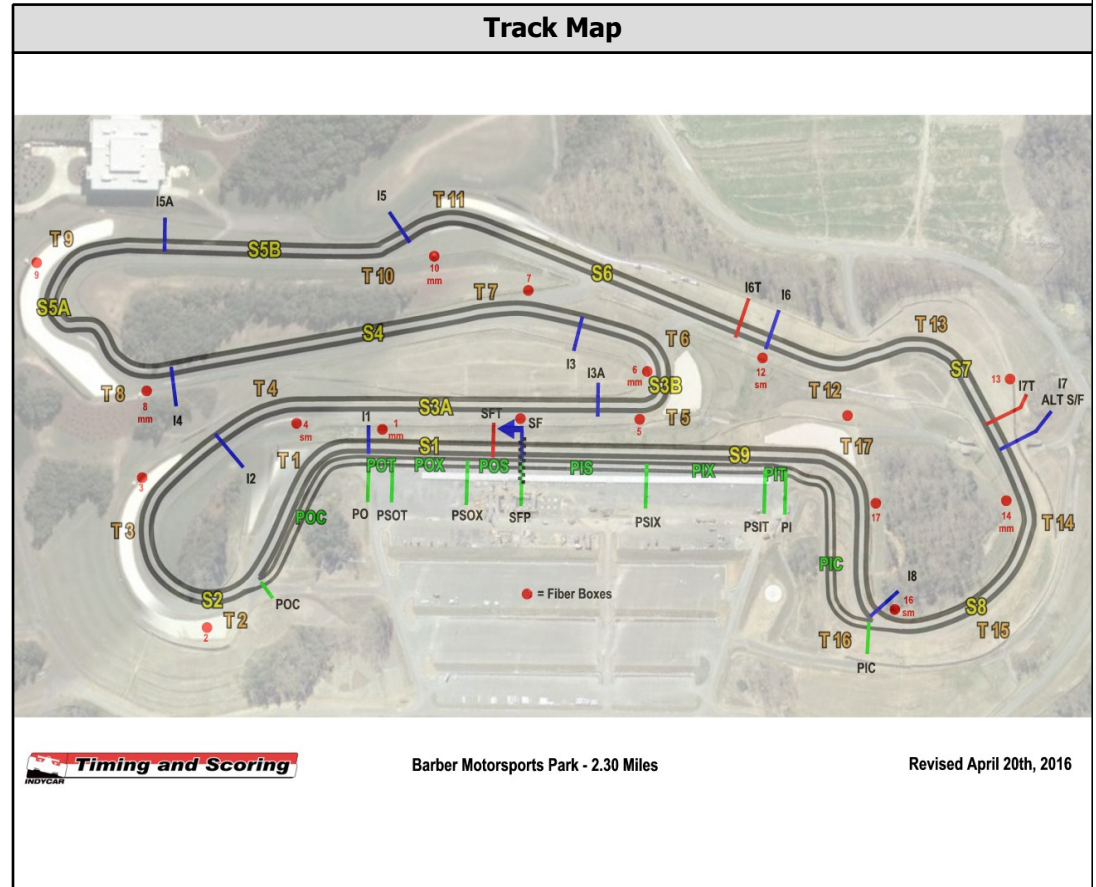 Track Map
I5A
I5
T 11
T 9
S5B
9
T 10
10
mm
7
T 7
S6
I6T
I6
T 13
S5A
S4
T 6
12
sm
S7
13
I7T
I7
ALT S/F
I3
I3A
6
mm
S3B
T 8
8
mm
I4
T 4
S3A
T 5
5
T 12
4
sm
I1
1
mm
SFT
SF
T 17
T 1
I2
S1
S9
3
POT
POX
POS
PIS
PIX
PIT
POC
PO
PSOT
PSOX
SFP
PSIX
PSIT
PI
17
14
mm
T 14
T 3
PIC
I8
S2
POC
= Fiber Boxes
16
sm
S8
T 2
2
T 16
T 15
PIC
Timing and Scoring
INDYCAR
Barber Motorsports Park - 2.30 Miles
Revised April 20th, 2016